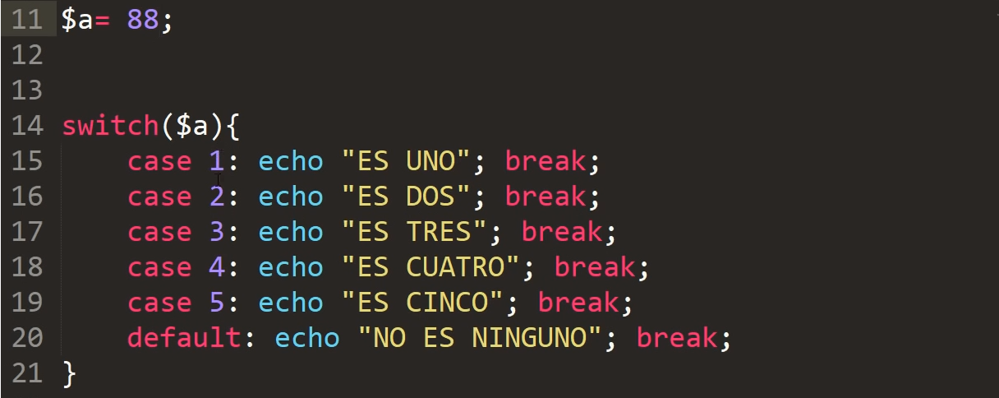 11 $a= 88;
12
13
14 switch($a){
15     case 1: echo "ES UNO"; break;
16     case 2: echo "ES DOS"; break;
17     case 3: echo "ES TRES"; break;
18     case 4: echo "ES CUATRO"; break;
19     case 5: echo "ES CINCO"; break;
20     default: echo "NO ES NINGUNO"; break;
21 }